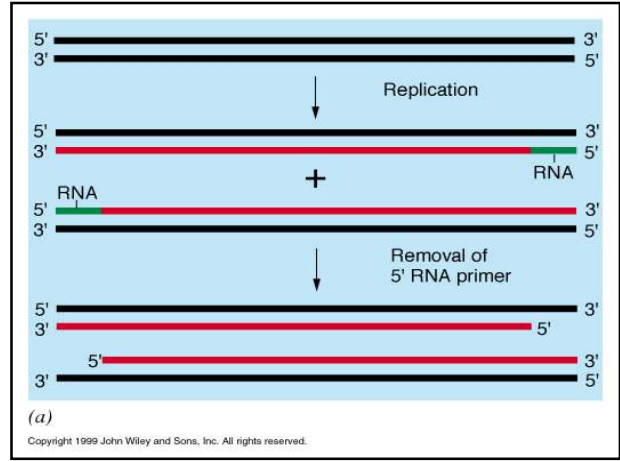 5' 3'
3' 5'
Replication
5' 3'
3' 5'
RNA
+
RNA
5' 3'
3' 5'
Removal of
5' RNA primer
5' 3'
3' 5'
5' 3'
3' 5'
(a)
Copyright 1999 John Wiley and Sons, Inc. All rights reserved.